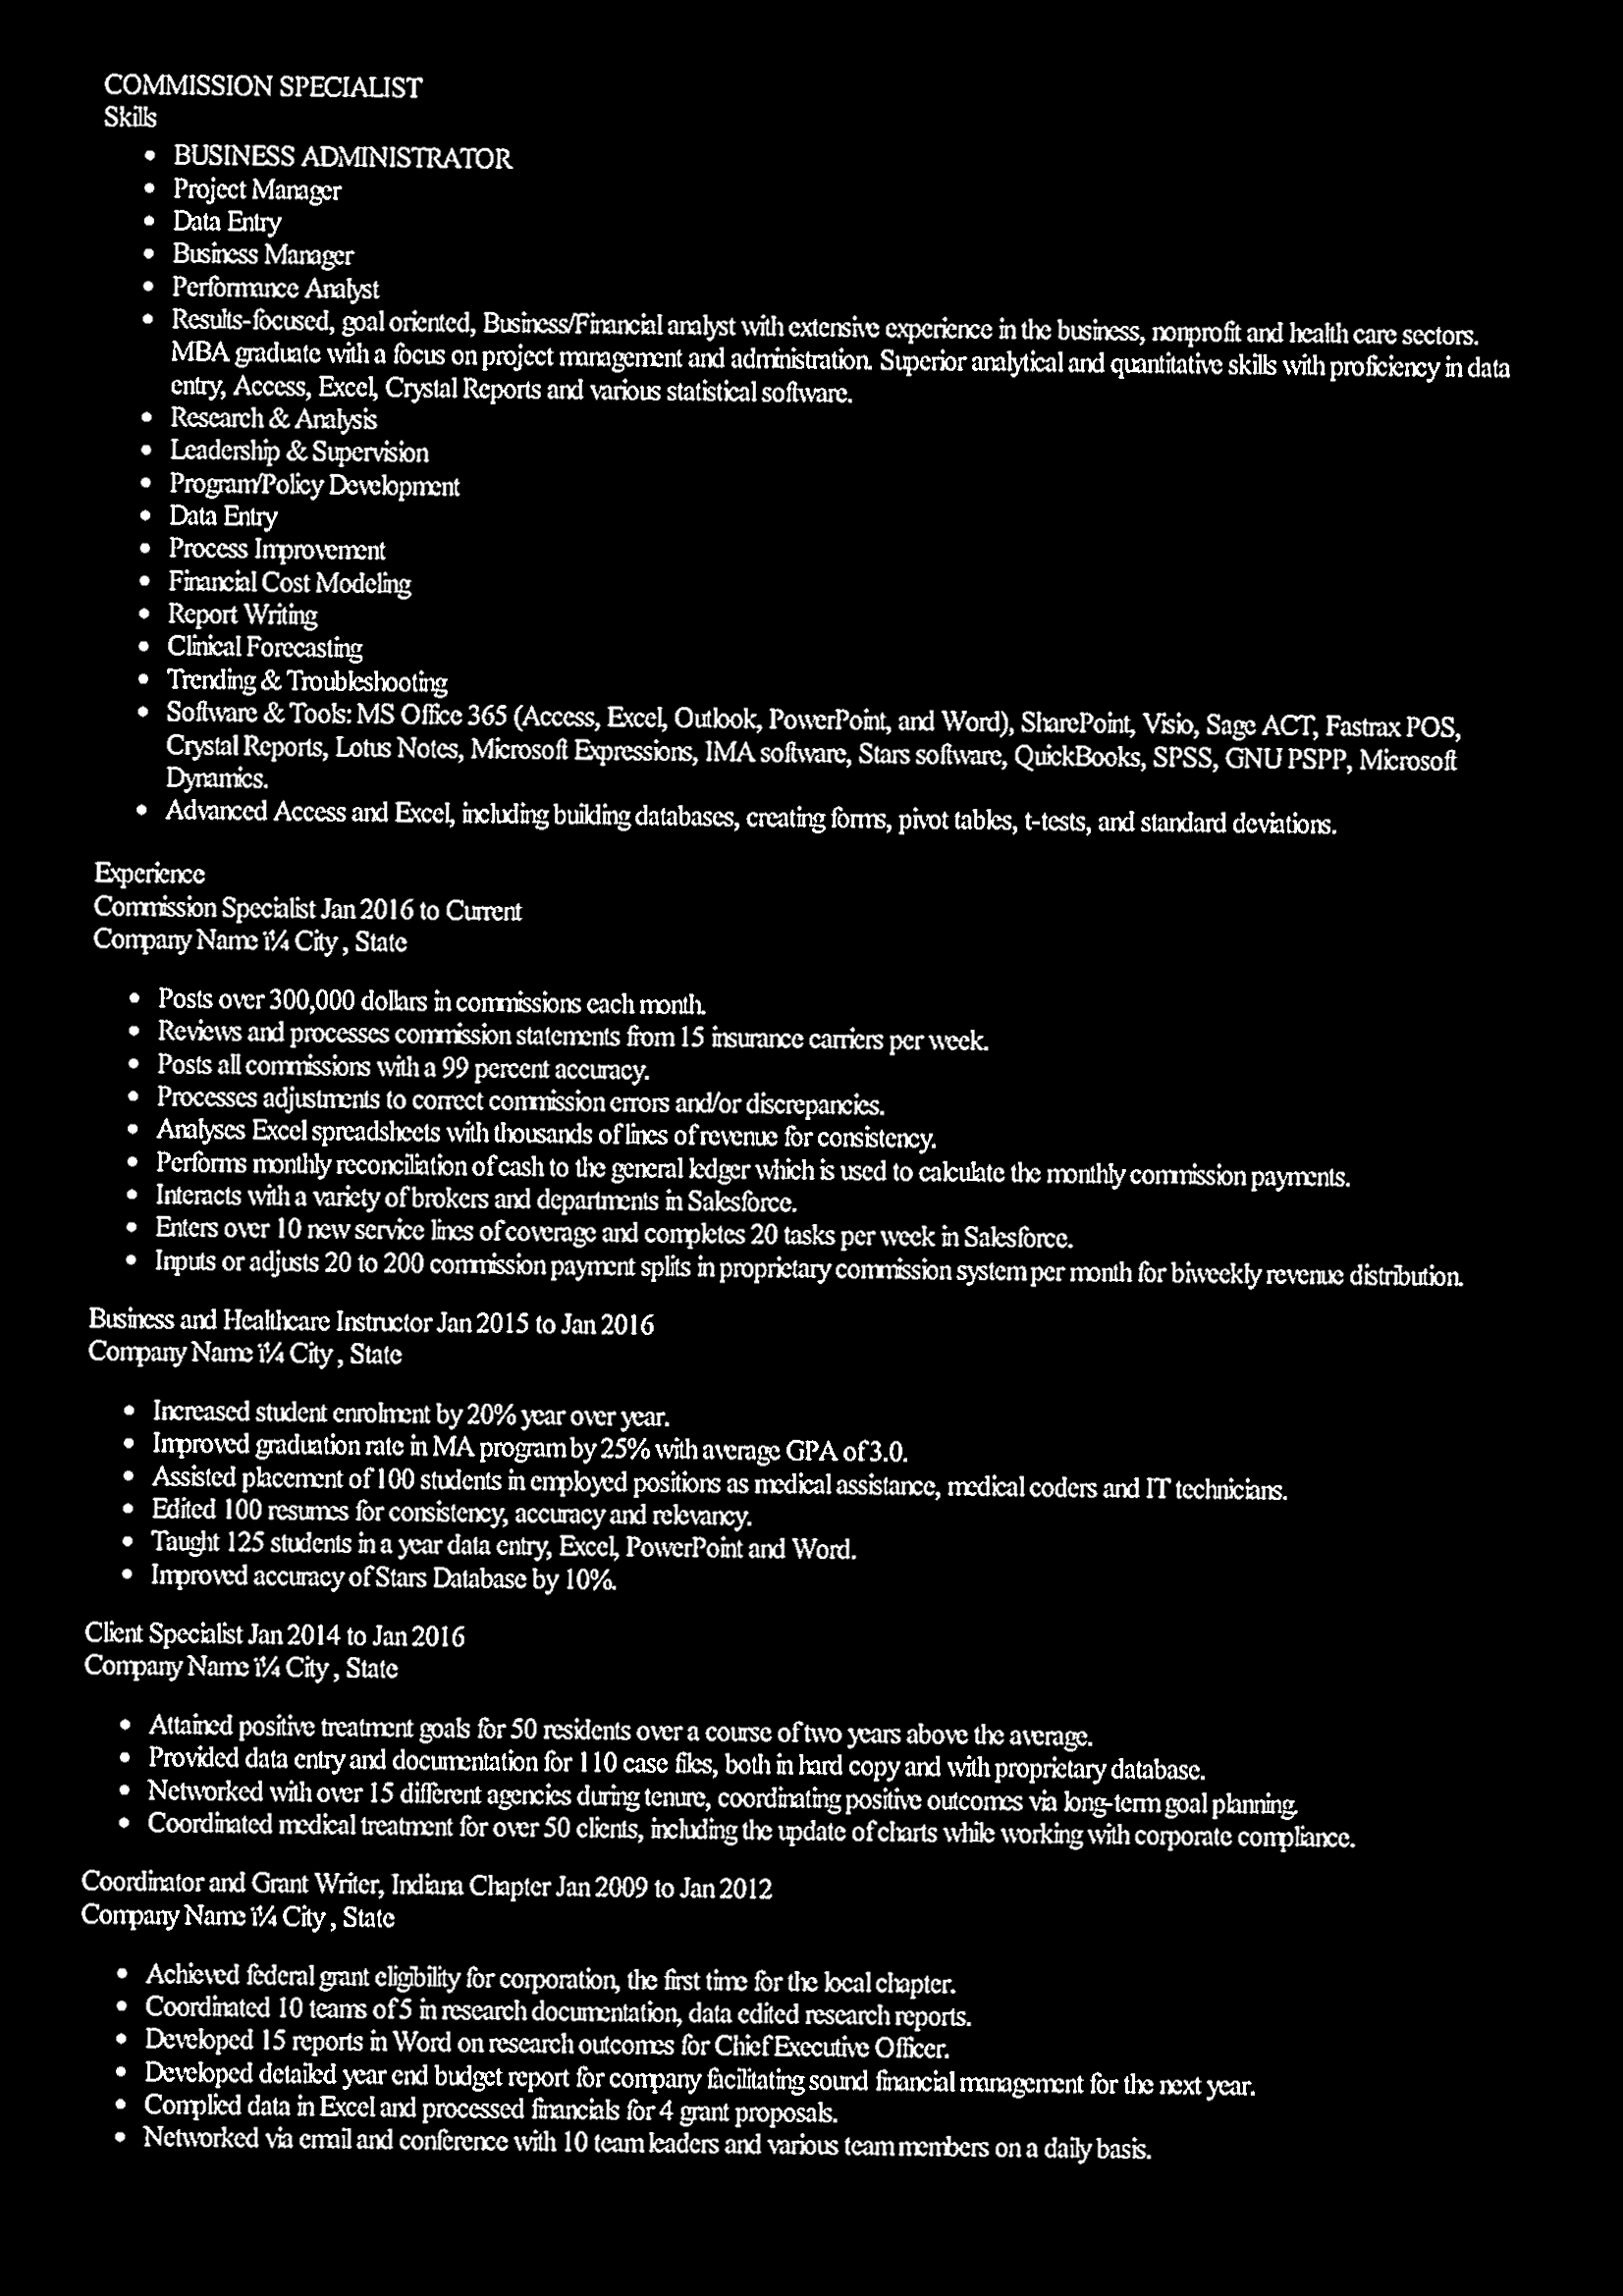 COMMISSION SPECIALIST
Skills
• BUSINESS ADMINISTRATOR
• Project Manager
• Data Entry
• Business Manager
• Performance Analyst
• Results-focused, goal oriented, Business/Financial analyst with extensive experience in the business, nonprofit and health care sectors.
MBA graduate with a focus on project management and administration. Superior analytical and quantitative skills with proficiency in data
entry, Access, Excel, Crystal Reports and various statistical software.
• Research & Analysis
• Leadership & Supervision
• Program/Policy Development
• Data Entry
• Process Improvement
• Financial Cost Modeling
• Report Writing
• Clinical Forecasting
• Trending & Troubleshooting
• Software & Tools: MS Office 365 (Access, Excel, Outlook, PowerPoint, and Word), SharePoint, Visio, Sage ACT, Fastrax POS,
Crystal Reports, Lotus Notes, Microsoft Expressions, IMA software, Stars software, QuickBooks, SPSS, GNU PSPP, Microsoft
Dynamics.
• Advanced Access and Excel, including building databases, creating forms, pivot tables, t-tests, and standard deviations.
Experience
Commission Specialist Jan 2016 to Current
Company Name ï¼ City , State
• Posts over 300,000 dollars in commissions each month.
• Reviews and processes commission statements from 15 insurance carriers per week.
• Posts all commissions with a 99 percent accuracy.
• Processes adjustments to correct commission errors and/or discrepancies.
• Analyses Excel spreadsheets with thousands of lines of revenue for consistency.
• Performs monthly reconciliation of cash to the general ledger which is used to calculate the monthly commission payments.
• Interacts with a variety of brokers and departments in Salesforce.
• Enters over 10 new service lines of coverage and completes 20 tasks per week in Salesforce.
• Inputs or adjusts 20 to 200 commission payment splits in proprietary commission system per month for biweekly revenue distribution.
Business and Healthcare Instructor Jan 2015 to Jan 2016
Company Name ï¼ City , State
• Increased student enrolment by 20% year over year.
• Improved graduation rate in MA program by 25% with average GPA of 3.0.
• Assisted placement of 100 students in employed positions as medical assistance, medical coders and IT technicians.
• Edited 100 resumes for consistency, accuracy and relevancy.
• Taught 125 students in a year data entry, Excel, PowerPoint and Word.
• Improved accuracy of Stars Database by 10%.
Client Specialist Jan 2014 to Jan 2016
Company Name ï¼ City , State
• Attained positive treatment goals for 50 residents over a course of two years above the average.
• Provided data entry and documentation for 110 case files, both in hard copy and with proprietary database.
• Networked with over 15 different agencies during tenure, coordinating positive outcomes via long-term goal planning.
• Coordinated medical treatment for over 50 clients, including the update of charts while working with corporate compliance.
Coordinator and Grant Writer, Indiana Chapter Jan 2009 to Jan 2012
Company Name ï¼ City , State
• Achieved federal grant eligibility for corporation, the first time for the local chapter.
• Coordinated 10 teams of 5 in research documentation, data edited research reports.
• Developed 15 reports in Word on research outcomes for Chief Executive Officer.
• Developed detailed year end budget report for company facilitating sound financial management for the next year.
• Complied data in Excel and processed financials for 4 grant proposals.
• Networked via email and conference with 10 team leaders and various team members on a daily basis.